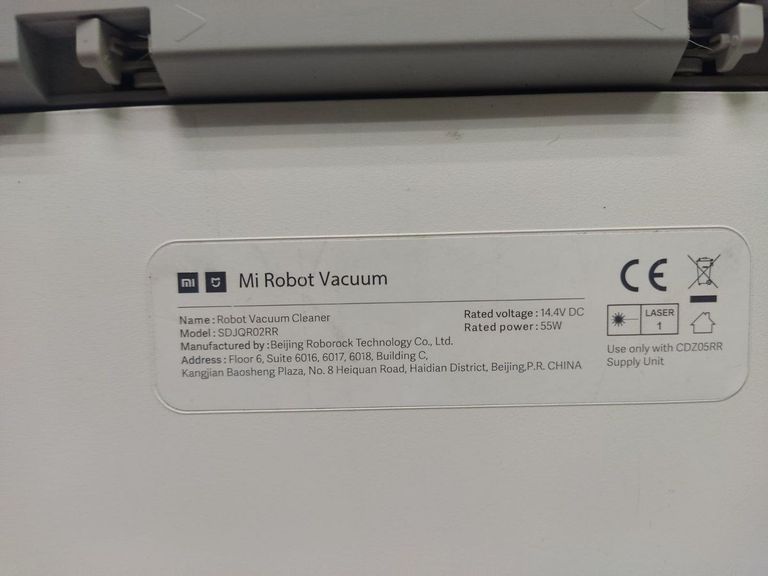 mi Mi Robot Vacuum
Name : Robot Vacuum Cleaner
Model : SDJQR02RR
Manufactured by : Beijing Roborock Technology Co., Ltd.
Address : Floor 6, Suite 6016, 6017, 6018, Building C,
Kangjian Baosheng Plaza, No. 8 Heiquan Road, Haidian District, Beijing,P.R. CHINA
Rated voltage : 14.4V DC
Rated power : 55W
CE
LASER
1
Use only with CDZ05RR
Supply Unit